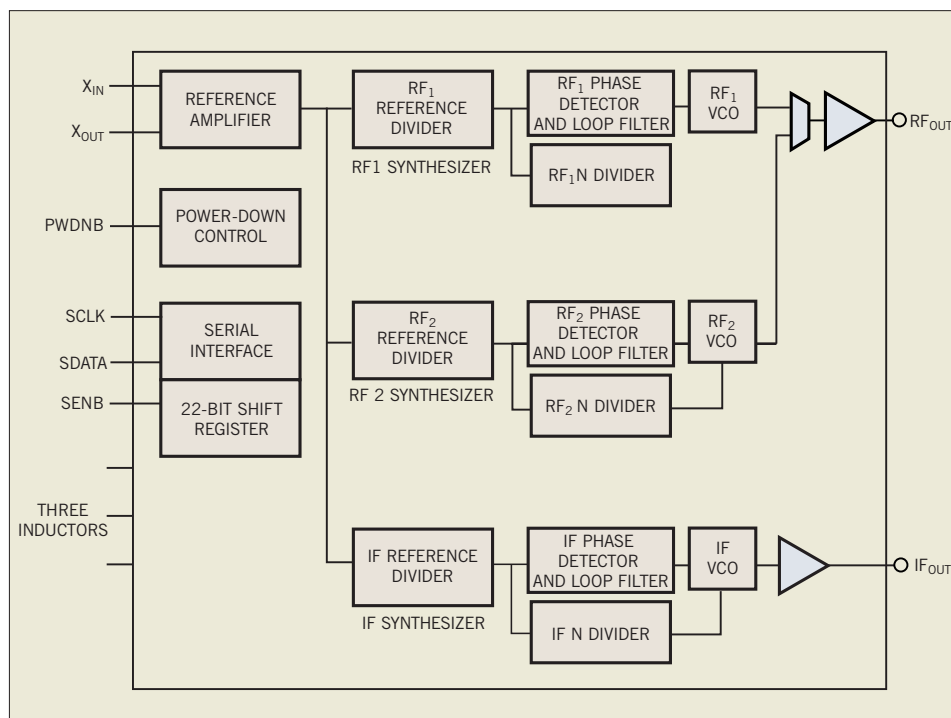 X_IN
X_OUT
REFERENCE
AMPLIFIER
RF₁
REFERENCE
DIVIDER
RF1 SYNTHESIZER
RF₁ PHASE
DETECTOR
AND LOOP FILTER
RF₁
VCO
RF₁N DIVIDER
RF_OUT
PWDNB
POWER-DOWN
CONTROL
SCLK
SDATA
SENB
SERIAL
INTERFACE
22-BIT SHIFT
REGISTER
RF₂
REFERENCE
DIVIDER
RF 2 SYNTHESIZER
RF₂ PHASE
DETECTOR
AND LOOP FILTER
RF₂
VCO
RF₂ N DIVIDER
THREE
INDUCTORS
IF REFERENCE
DIVIDER
IF SYNTHESIZER
IF PHASE
DETECTOR
AND LOOP FILTER
IF
VCO
IF N DIVIDER
IF_OUT